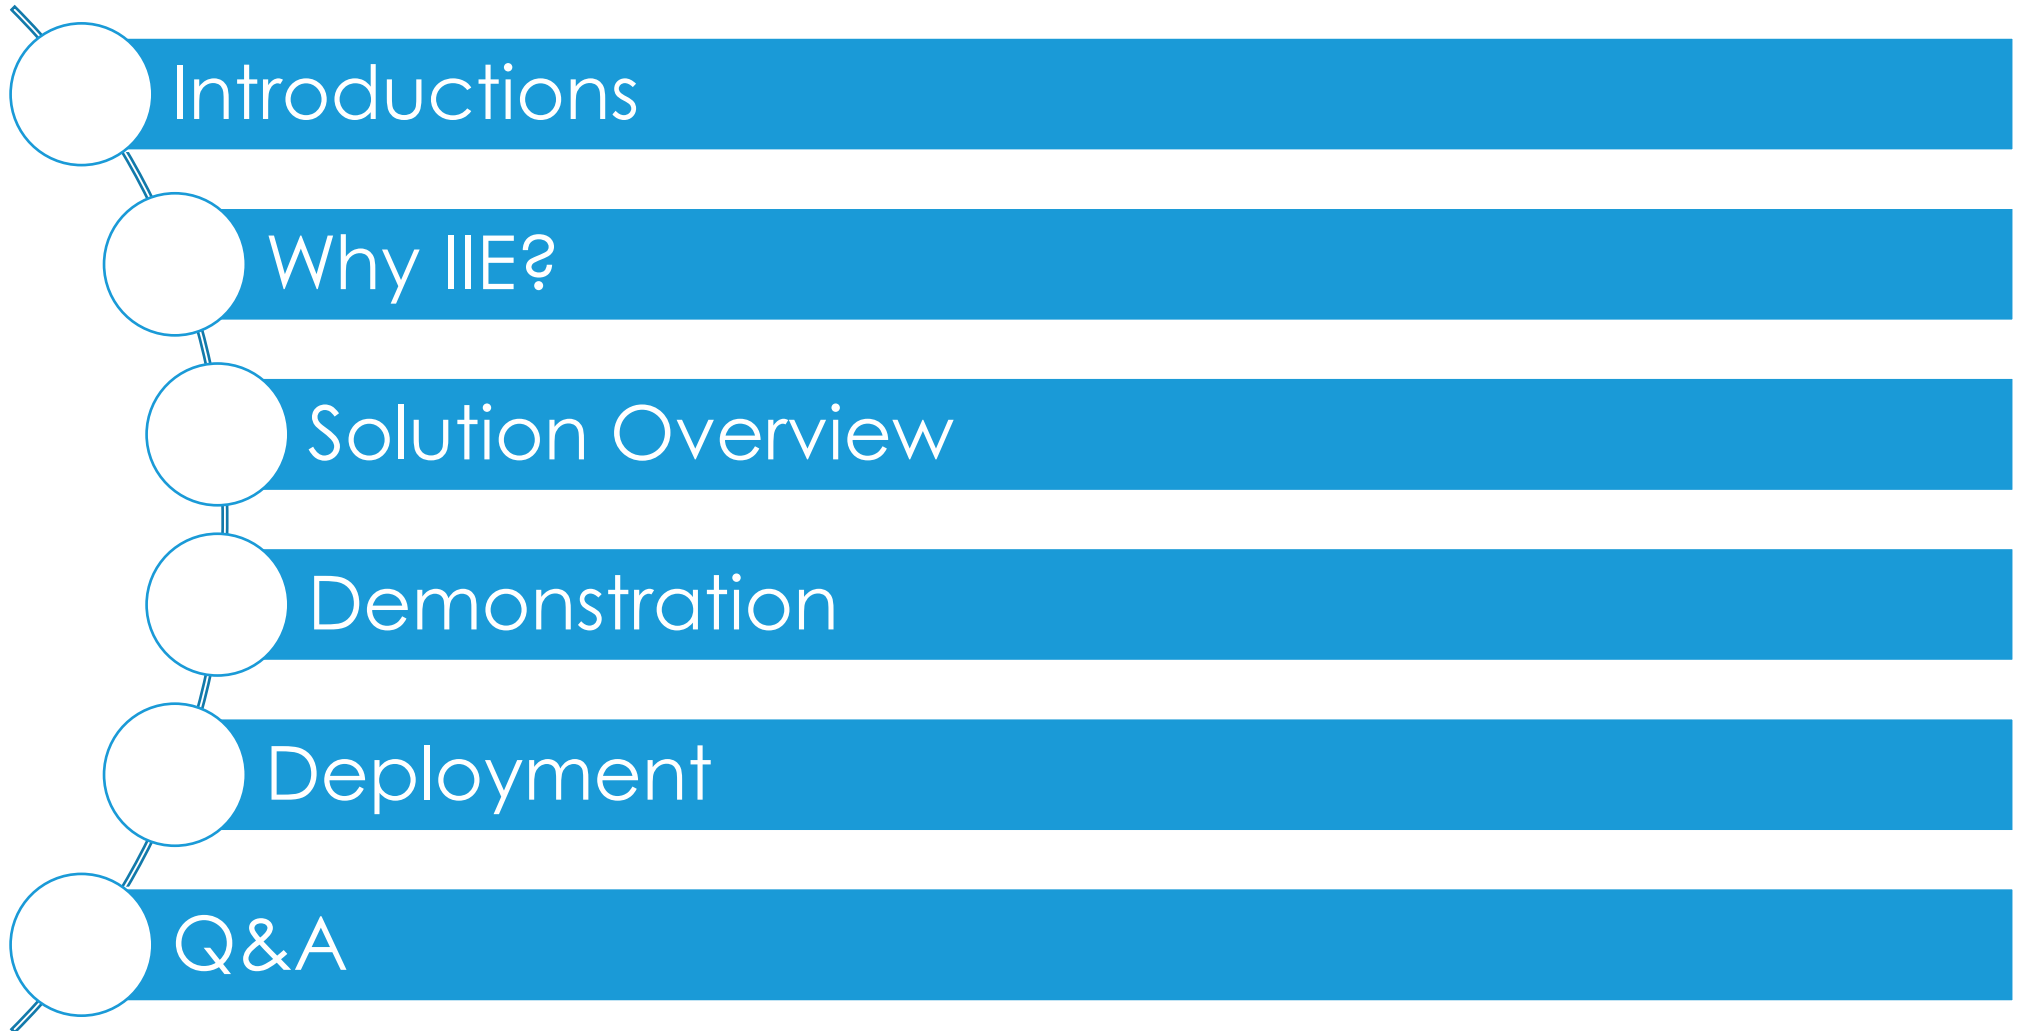 Introductions
Why IIE?
Solution Overview
Demonstration
Deployment
Q&A